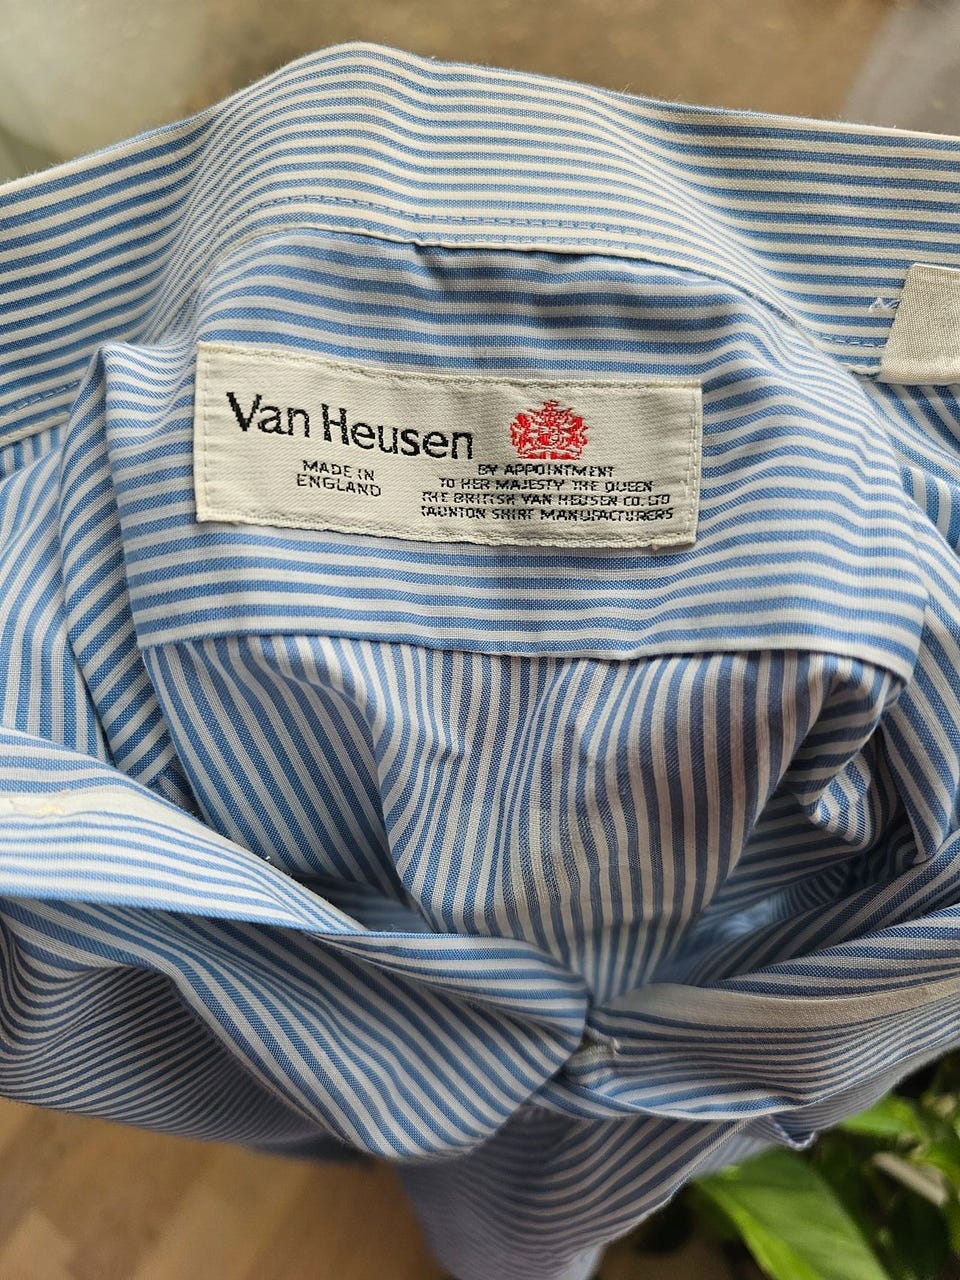 Van Heusen
MADE IN
ENGLAND
BY APPOINTMENT
TO HER MAJESTY THE QUEEN
THE BRITISH VAN HEUSEN CO. LTD
TAUNTON SHIRT MANUFACTURERS